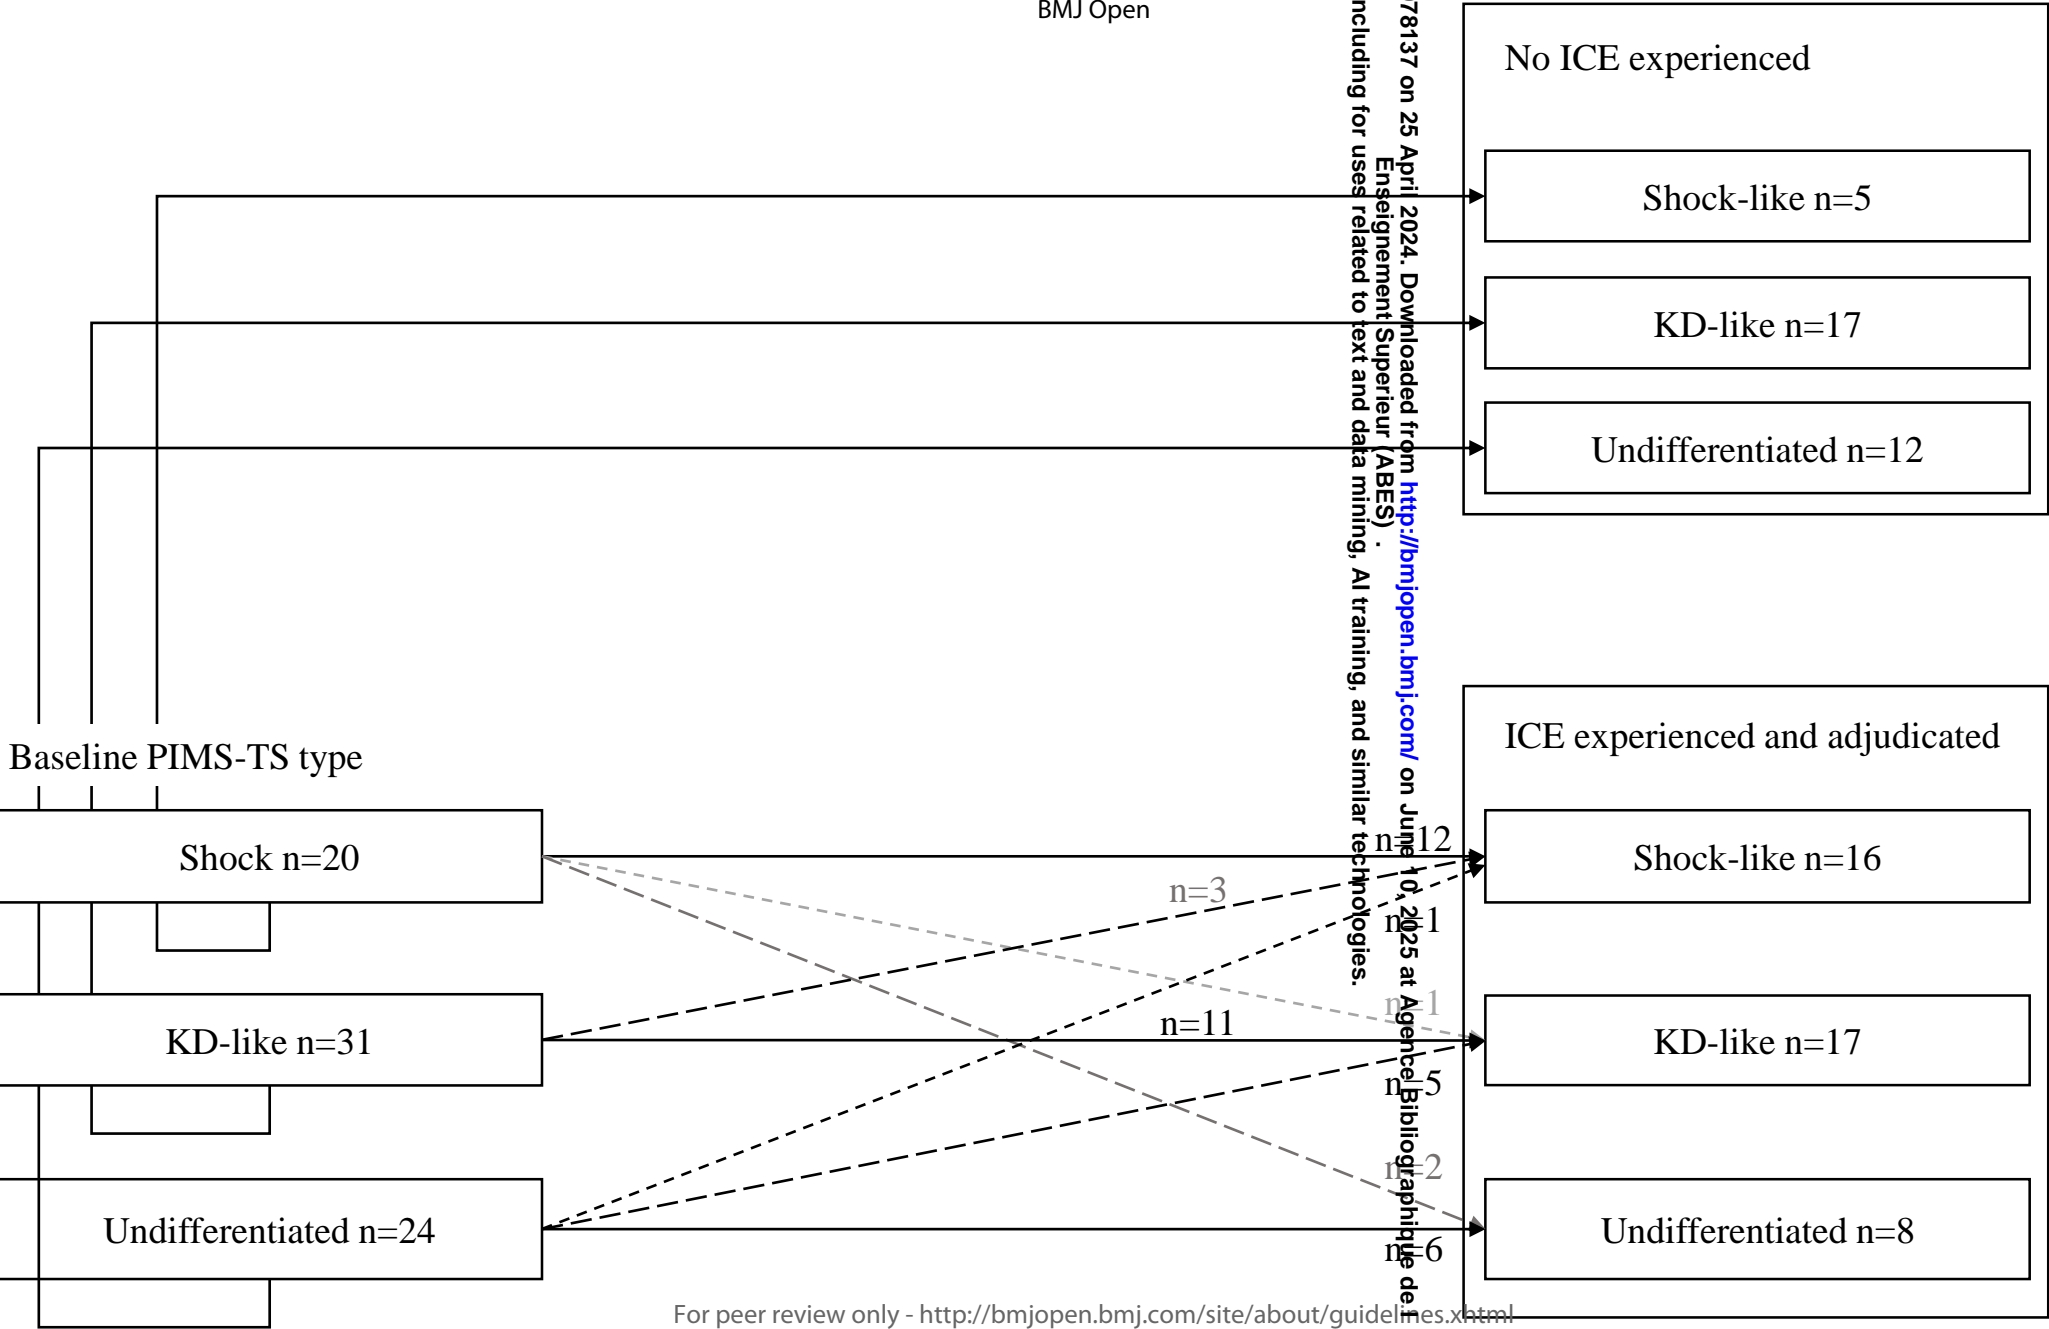 BMJ Open
No ICE experienced
Shock-like n=5
KD-like n=17
Undifferentiated n=12
78137 on 25 April 2024. Downloaded from http://bmjopen.bmj.com/ on June 10, 2025 at Agence Bibliographique de l
Enseignement Superieur (ABES) .
ncluding for uses related to text and data mining, AI training, and similar technologies.
Baseline PIMS-TS type
ICE experienced and adjudicated
Shock n=20
n=12
Shock-like n=16
n=3
n=1
n=1
KD-like n=31
n=11
KD-like n=17
n=5
n=2
Undifferentiated n=24
Undifferentiated n=8
n=6
For peer review only - http://bmjopen.bmj.com/site/about/guidelines.xhtml